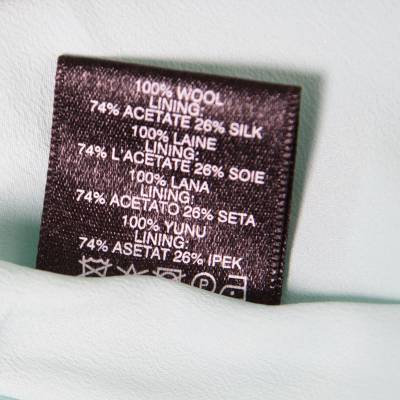 100% WOOL
LINING:
74% ACETATE 26% SILK
100% LAINE
LINING:
74% L'ACETATE 26% SOIE
100% LANA
LINING:
74% ACETATO 26% SETA
100% YUNU
LINING:
74% ASETAT 26% IPEK
P